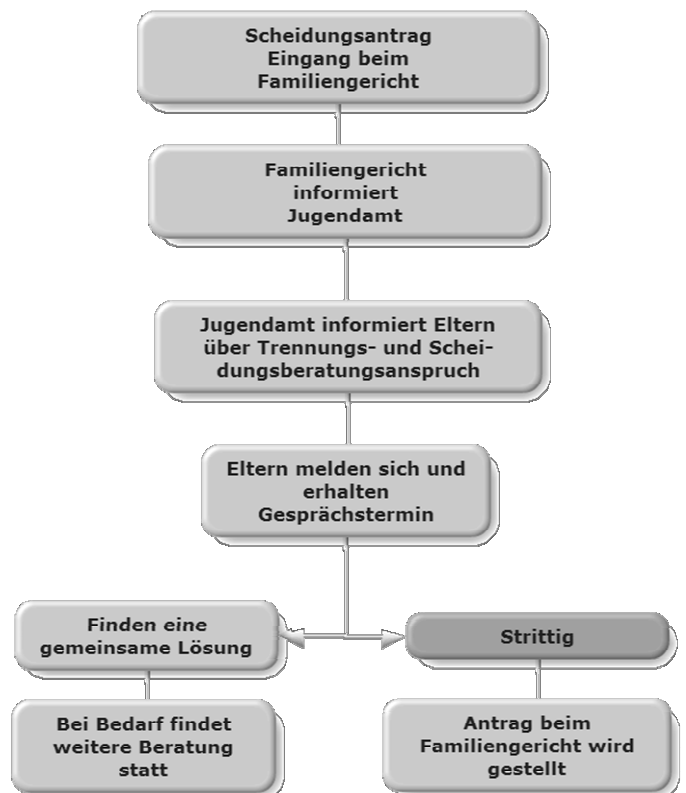 Scheidungsantrag
Eingang beim
Familiengericht
Familiengericht
informiert
Jugendamt
Jugendamt informiert Eltern
über Trennungs- und Schei-
dungsberatungsanspruch
Eltern melden sich und
erhalten
Gesprächstermin
Finden eine
gemeinsame Lösung
Strittig
Bei Bedarf findet
weitere Beratung
statt
Antrag beim
Familiengericht wird
gestellt